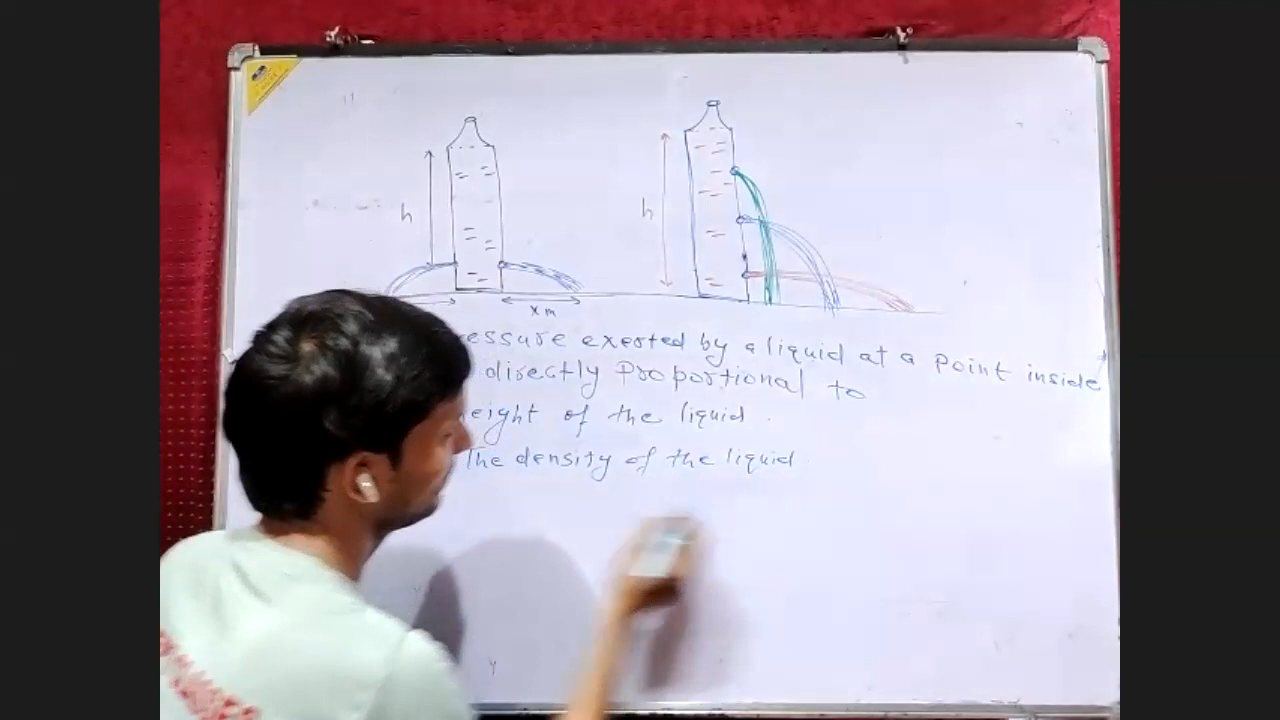 h
h
x m
essure exerted by a liquid at a point inside
directly proportional to
eight of the liquid.
The density of the liquid.